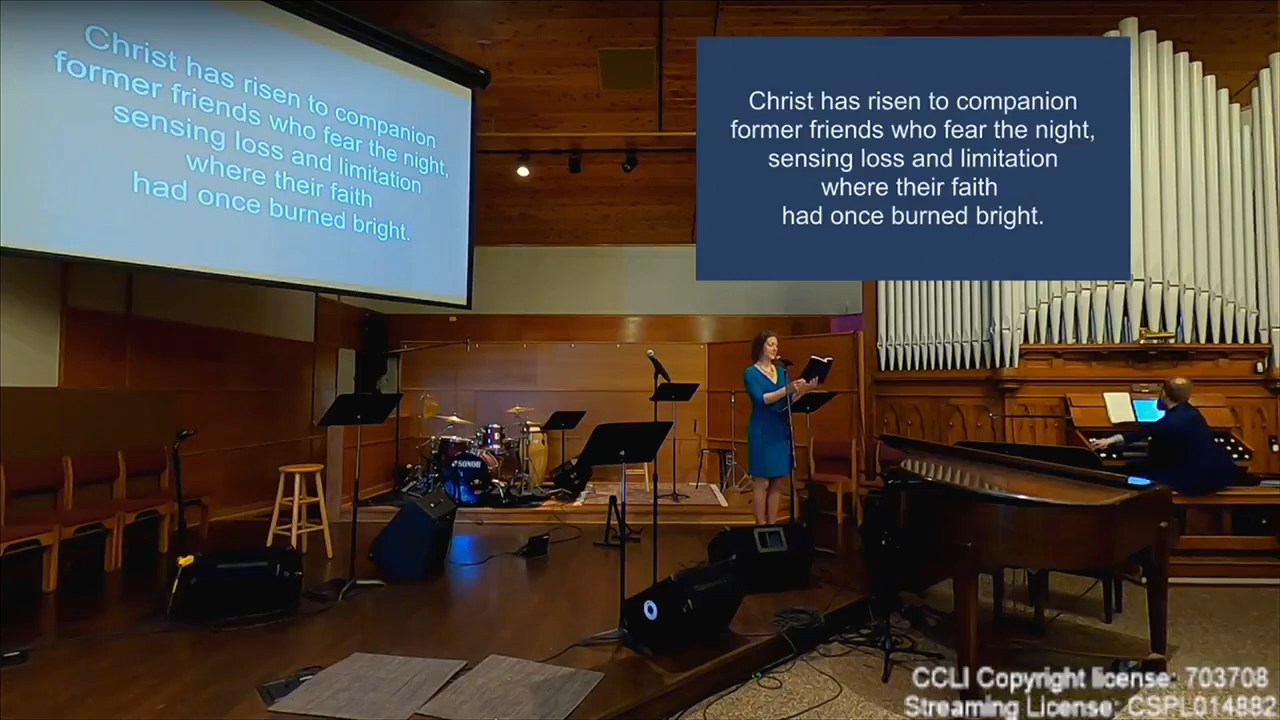 Christ has risen to companion
former friends who fear the night,
sensing loss and limitation
where their faith
had once burned bright.
Christ has risen to companion
former friends who fear the night,
sensing loss and limitation
where their faith
had once burned bright.
SONOR
CCLI Copyright license: 703708
Streaming License: CSPL014882